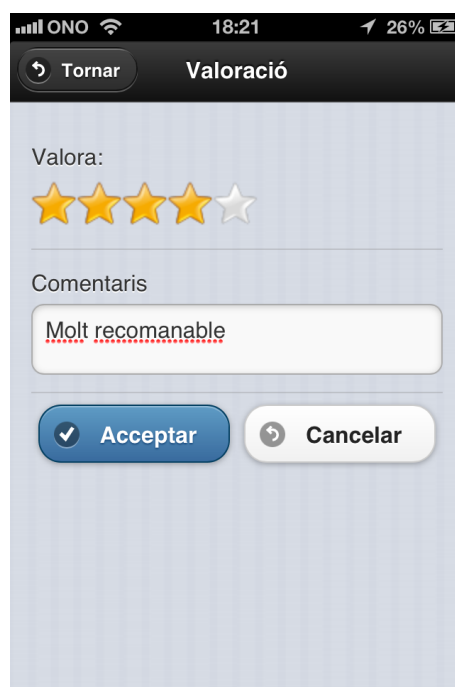 ONO 18:21 26%
Tornar Valoració
Valora:
Comentaris
Molt recomanable
Acceptar Cancelar